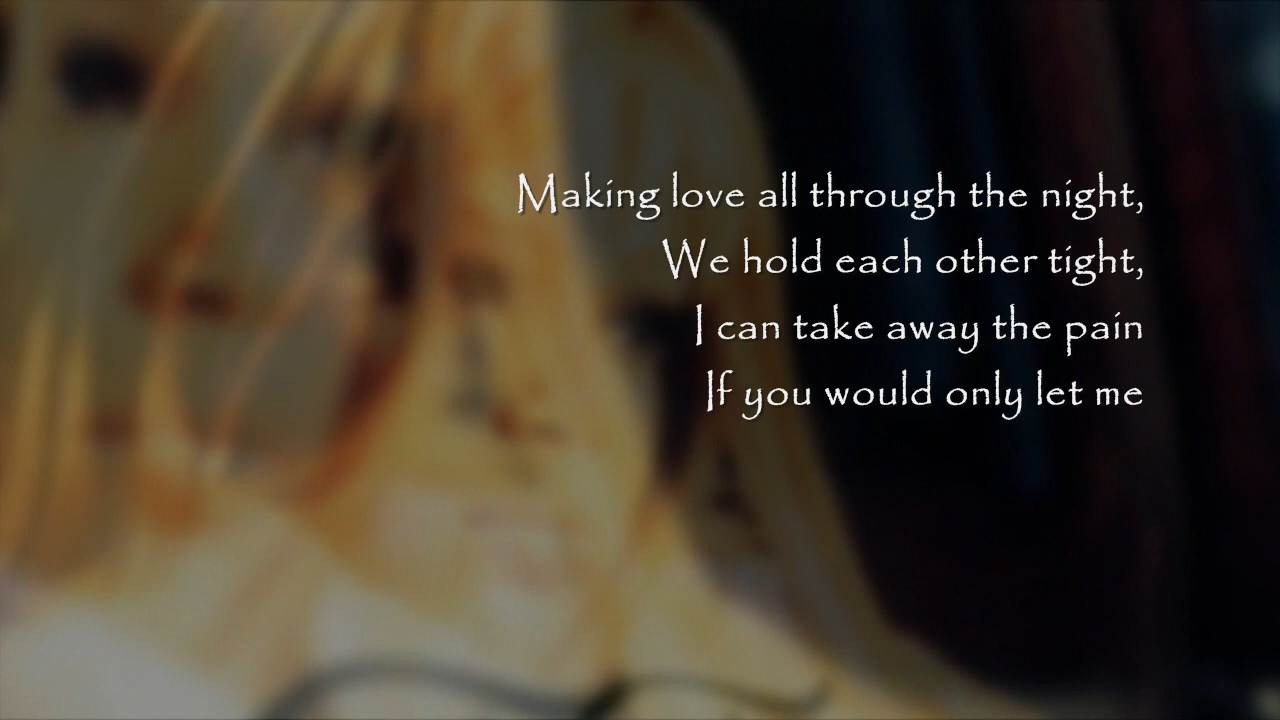 Making love all through the night,
We hold each other tight,
I can take away the pain
If you would only let me